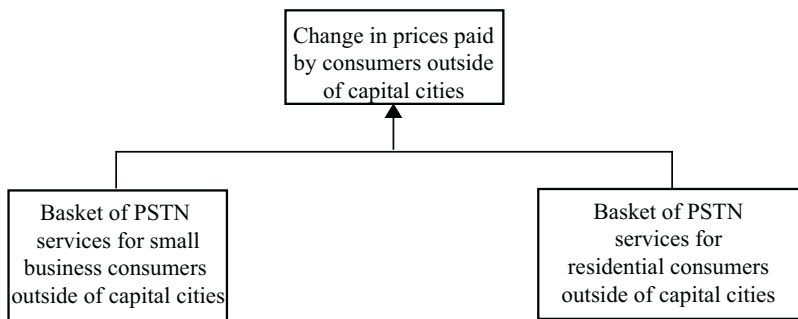 Change in prices paid
by consumers outside
of capital cities
Basket of PSTN
services for small
business consumers
outside of capital cities
Basket of PSTN
services for
residential consumers
outside of capital cities